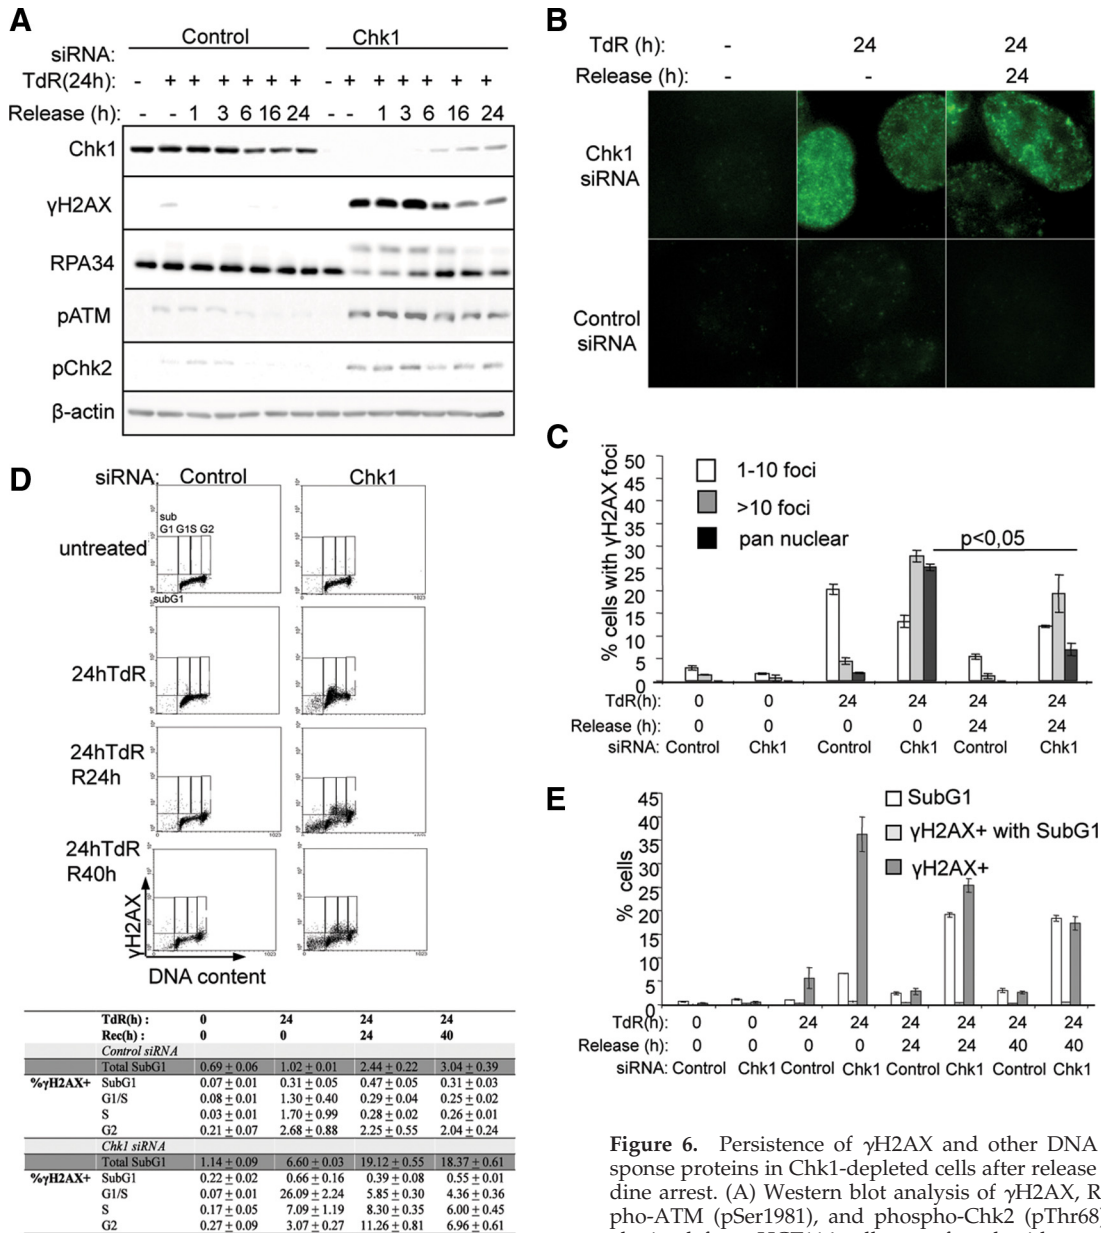 A
Control Chk1
siRNA:
TdR(24h): - + + + + + + - + + + + + +
Release (h): - - 1 3 6 16 24 - - 1 3 6 16 24
Chk1
γH2AX
RPA34
pATM
pChk2
β-actin
B
TdR (h): - 24 24
Release (h): - - 24
Chk1
siRNA
Control
siRNA
C
% cells with γH2AX foci
50
45
40
35
30
25
20
15
10
5
0
1-10 foci
>10 foci
pan nuclear
p<0,05
TdR(h): 0 0 24 24 24 24
Release (h): 0 0 0 0 24 24
siRNA: Control Chk1 Control Chk1 Control Chk1
D
siRNA: Control Chk1
untreated
sub
G1 G1S G2
subG1
24hTdR
24hTdR
R24h
24hTdR
R40h
γH2AX
DNA content
0 1023
TdR(h) : 0 24 24 24
Rec(h) : 0 0 24 40
Control siRNA
Total SubG1 0.69 ± 0.06 1.02 ± 0.01 2.44 ± 0.22 3.04 ± 0.39
%γH2AX+ SubG1 0.07 ± 0.01 0.31 ± 0.05 0.47 ± 0.05 0.31 ± 0.03
G1/S 0.08 ± 0.01 1.30 ± 0.40 0.29 ± 0.04 0.25 ± 0.02
S 0.03 ± 0.01 1.70 ± 0.99 0.28 ± 0.02 0.26 ± 0.01
G2 0.21 ± 0.07 2.68 ± 0.88 2.25 ± 0.55 2.04 ± 0.24
Chk1 siRNA
Total SubG1 1.14 ± 0.09 6.60 ± 0.03 19.12 ± 0.55 18.37 ± 0.61
%γH2AX+ SubG1 0.22 ± 0.02 0.66 ± 0.16 0.39 ± 0.08 0.55 ± 0.01
G1/S 0.07 ± 0.01 26.09 ± 2.24 5.85 ± 0.30 4.36 ± 0.36
S 0.17 ± 0.05 7.09 ± 1.19 8.30 ± 0.35 6.00 ± 0.45
G2 0.27 ± 0.09 3.07 ± 0.27 11.26 ± 0.81 6.96 ± 0.61
E
% cells
45
40
35
30
25
20
15
10
5
0
SubG1
γH2AX+ with SubG1
γH2AX+
TdR(h): 0 0 24 24 24 24 24 24
Release (h): 0 0 0 0 24 24 40 40
siRNA: Control Chk1 Control Chk1 Control Chk1 Control Chk1
Figure 6. Persistence of γH2AX and other DNA
sponse proteins in Chk1-depleted cells after release
dine arrest. (A) Western blot analysis of γH2AX, R
pho-ATM (pSer1981), and phospho-Chk2 (pThr68)